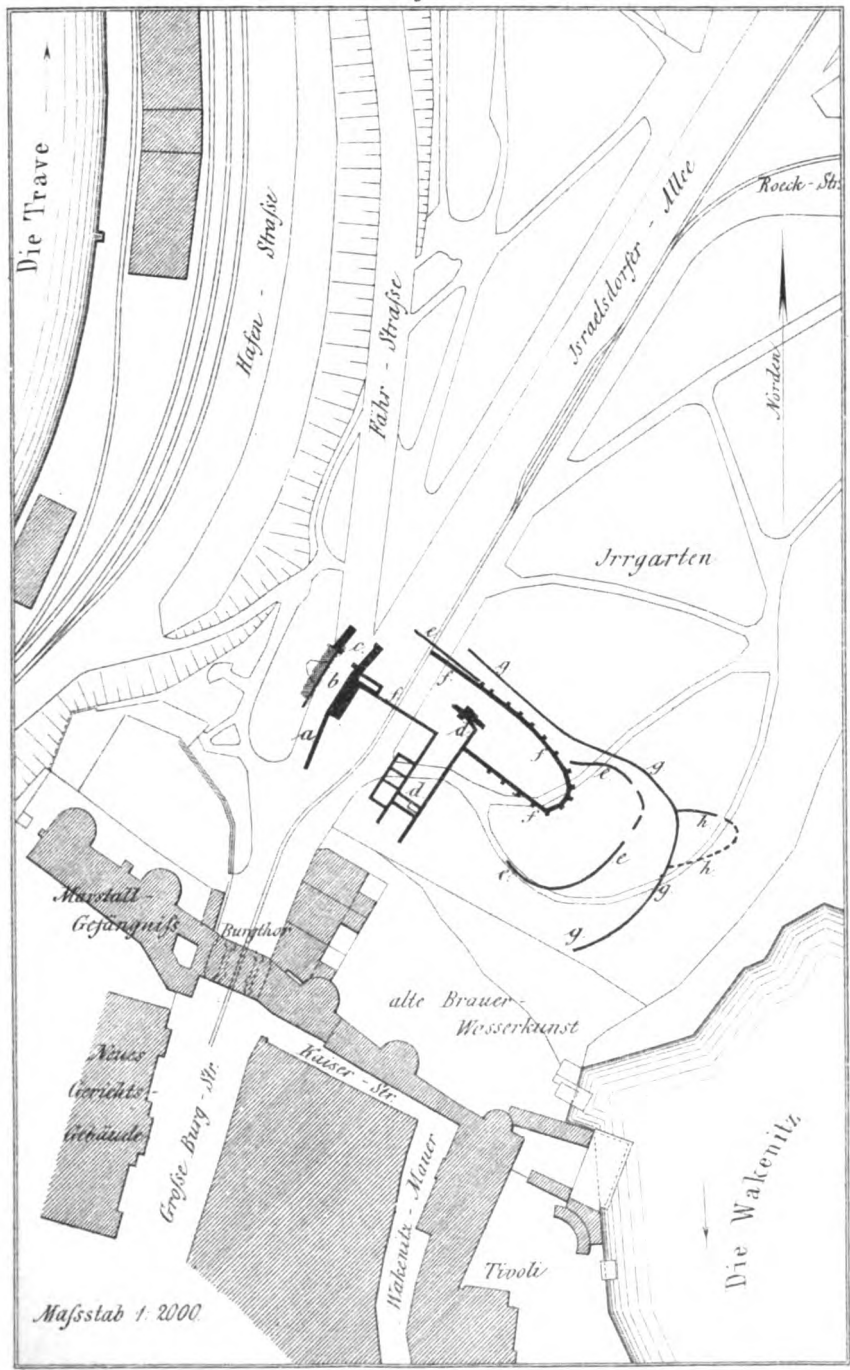 Die Trave
Hafen - Straſse
Fähr - Straſse
Israelsdorfer - Allee
Roeck - Str.
Norden
Irrgarten
c.
b
a
f
e
f
g
d
f
e
g
f
d
h
e
h.
e.
g
g.
Marstall -
Gefängniſs
Burgthor
alte Brauer -
Wasserkunst
Neues
Gerichts -
Gebäude
Kaiser - Str.
Große Burg - Str.
Wakenitz - Mauer
Die Wakenitz
Tivoli
Maſsstab 1: 2000.